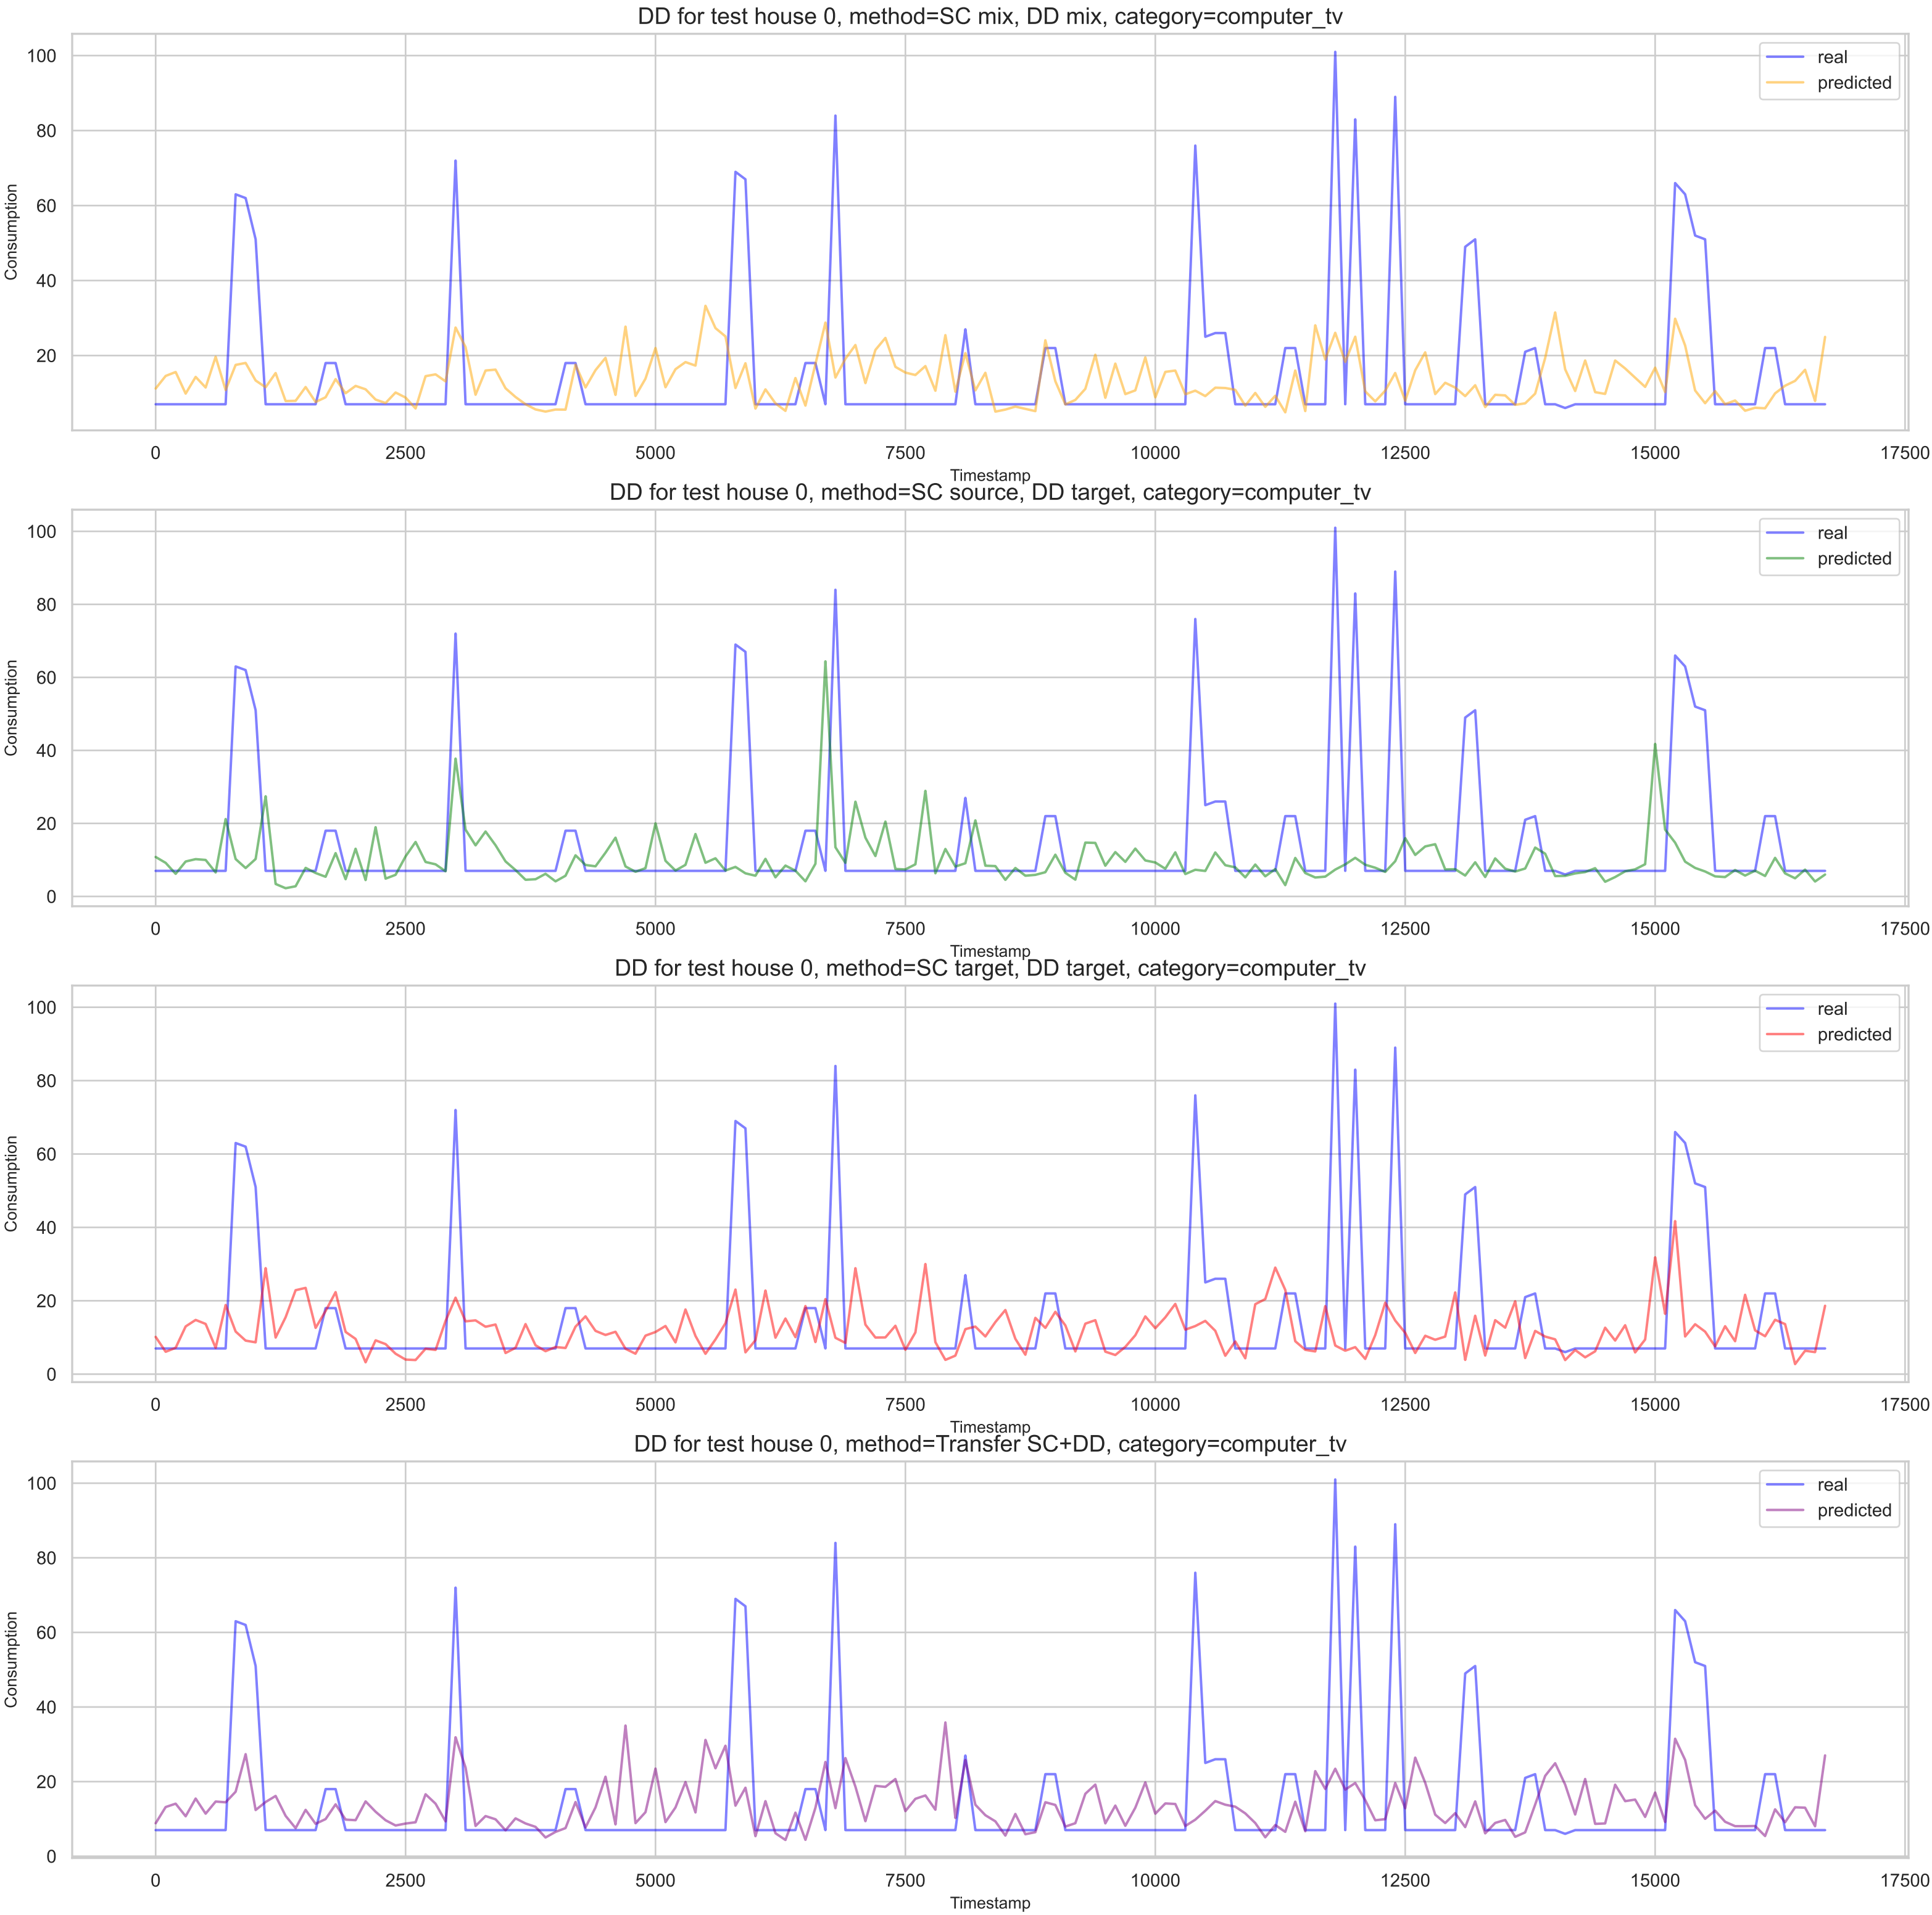 DD for test house 0, method=SC mix, DD mix, category=computer_tv
100
80
60
40
20
Consumption
real
predicted
0 2500 5000 7500 10000 12500 15000 17500
Timestamp
DD for test house 0, method=SC source, DD target, category=computer_tv
100
80
60
40
20
0
Consumption
real
predicted
0 2500 5000 7500 10000 12500 15000 17500
Timestamp
DD for test house 0, method=SC target, DD target, category=computer_tv
100
80
60
40
20
0
Consumption
real
predicted
0 2500 5000 7500 10000 12500 15000 17500
Timestamp
DD for test house 0, method=Transfer SC+DD, category=computer_tv
100
80
60
40
20
0
Consumption
real
predicted
0 2500 5000 7500 10000 12500 15000 17500
Timestamp